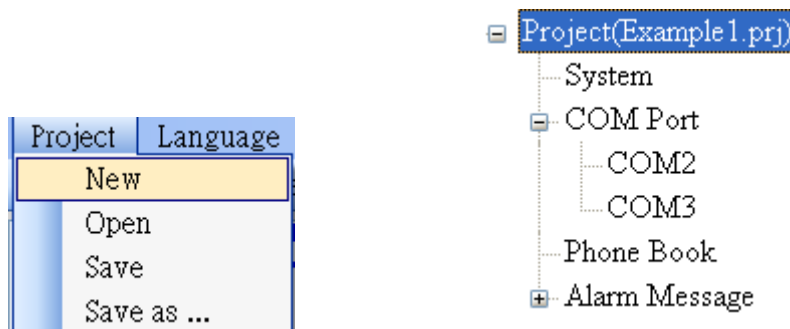 Project Language
New
Open
Save
Save as ...
Project(Example1.prj)
System
COM Port
COM2
COM3
Phone Book
Alarm Message